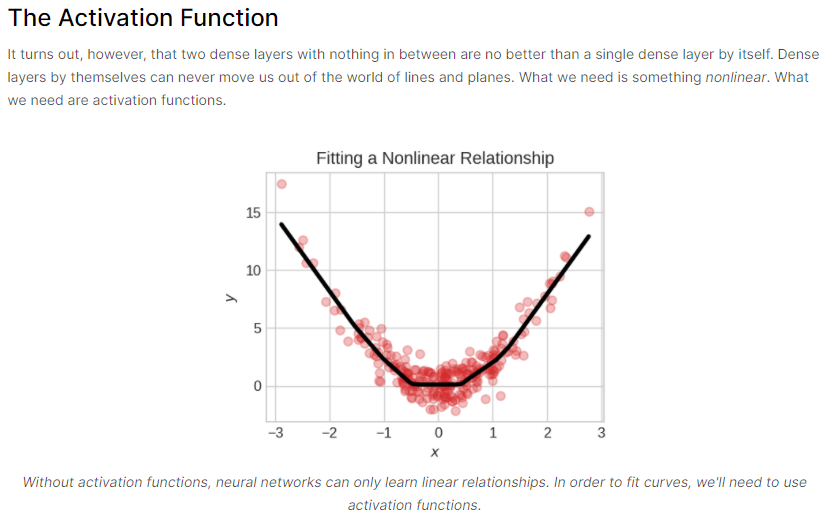 The Activation Function
It turns out, however, that two dense layers with nothing in between are no better than a single dense layer by itself. Dense
layers by themselves can never move us out of the world of lines and planes. What we need is something nonlinear. What
we need are activation functions.
Fitting a Nonlinear Relationship
15
10
5
0
y
−3 −2 −1 0 1 2 3
x
Without activation functions, neural networks can only learn linear relationships. In order to fit curves, we'll need to use
activation functions.